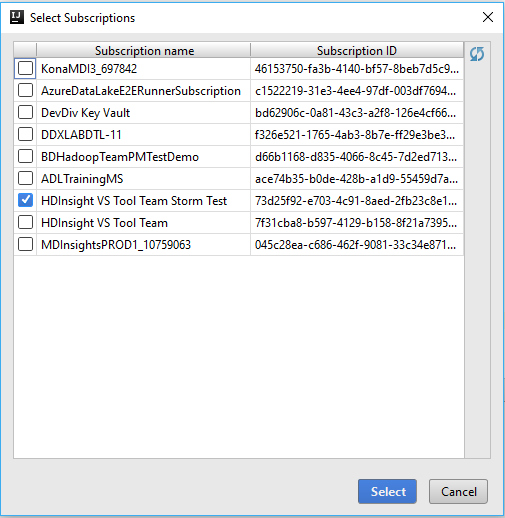 IJ Select Subscriptions
Subscription name Subscription ID
KonaMDI3_697842 46153750-fa3b-4140-bf57-8beb7d5c9...
AzureDataLakeE2ERunnerSubscription c1522219-31e3-4ee4-97df-003df7694...
DevDiv Key Vault bd62906c-0a81-43c3-a2f8-126e4cf66...
DDXLABDTL-11 f326e521-1765-4ab3-8b7e-ff29e3be3...
BDHadoopTeamPMTestDemo d66b1168-d835-4066-8c45-7d2ed713...
ADLTrainingMS ace74b35-b0de-428b-a1d9-55459d7a...
HDInsight VS Tool Team Storm Test 73d25f92-e703-4c91-8aed-2fb23c8e1...
HDInsight VS Tool Team 7f31cba8-b597-4129-b158-8f21a7395...
MDInsightsPROD1_10759063 045c28ea-c686-462f-9081-33c34e871...
Select Cancel